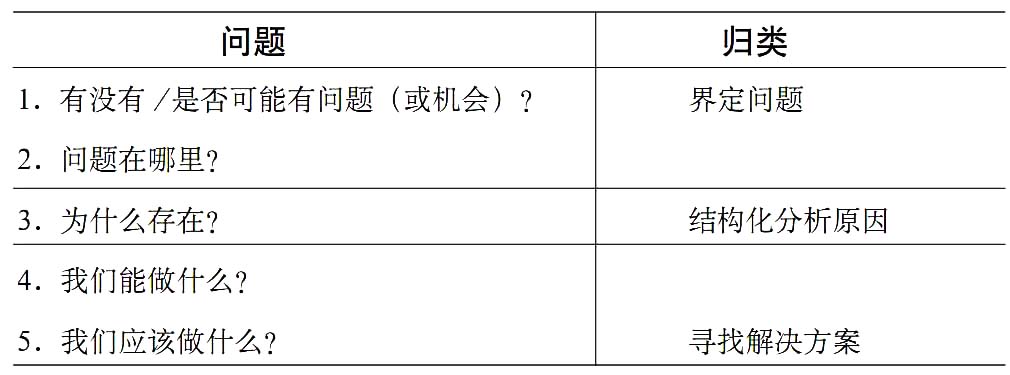 问题 归类
1. 有没有/是否可能有问题（或机会）? 界定问题
2. 问题在哪里?
3. 为什么存在? 结构化分析原因
4. 我们能做什么?
5. 我们应该做什么? 寻找解决方案